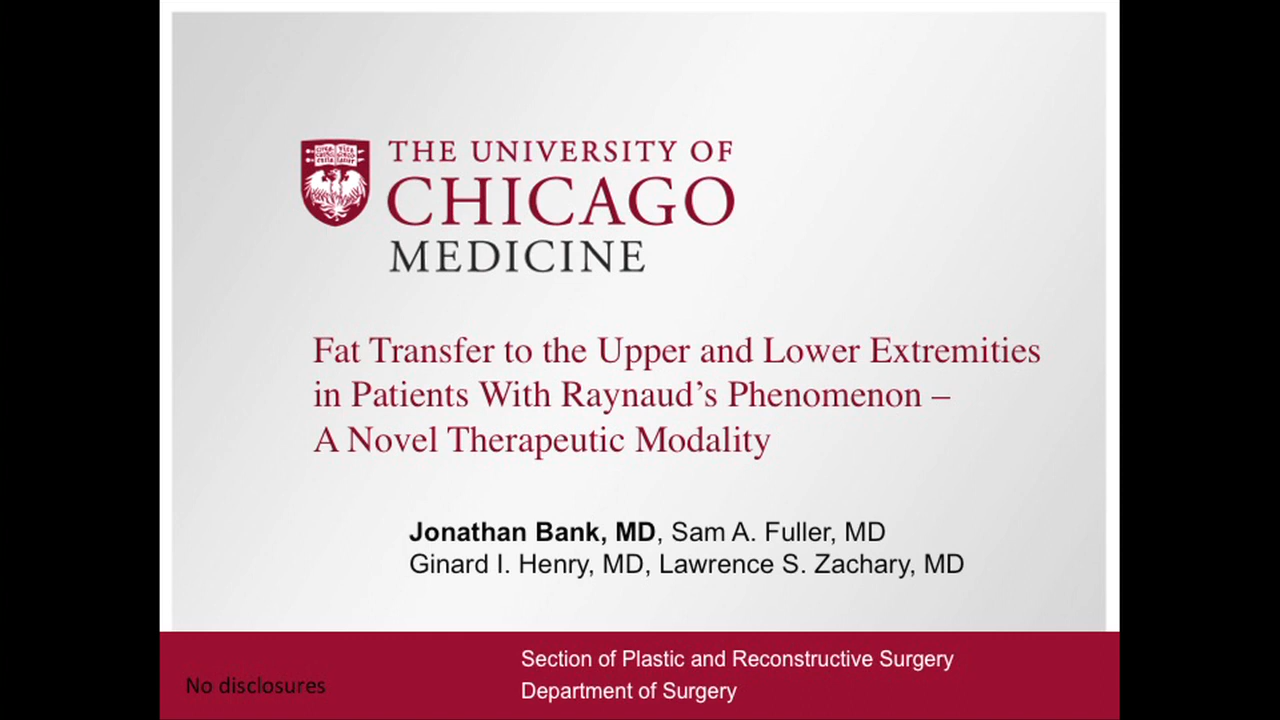 THE UNIVERSITY OF
CHICAGO
MEDICINE
Fat Transfer to the Upper and Lower Extremities
in Patients With Raynaud’s Phenomenon –
A Novel Therapeutic Modality
Jonathan Bank, MD, Sam A. Fuller, MD
Ginard I. Henry, MD, Lawrence S. Zachary, MD
Section of Plastic and Reconstructive Surgery
Department of Surgery
No disclosures